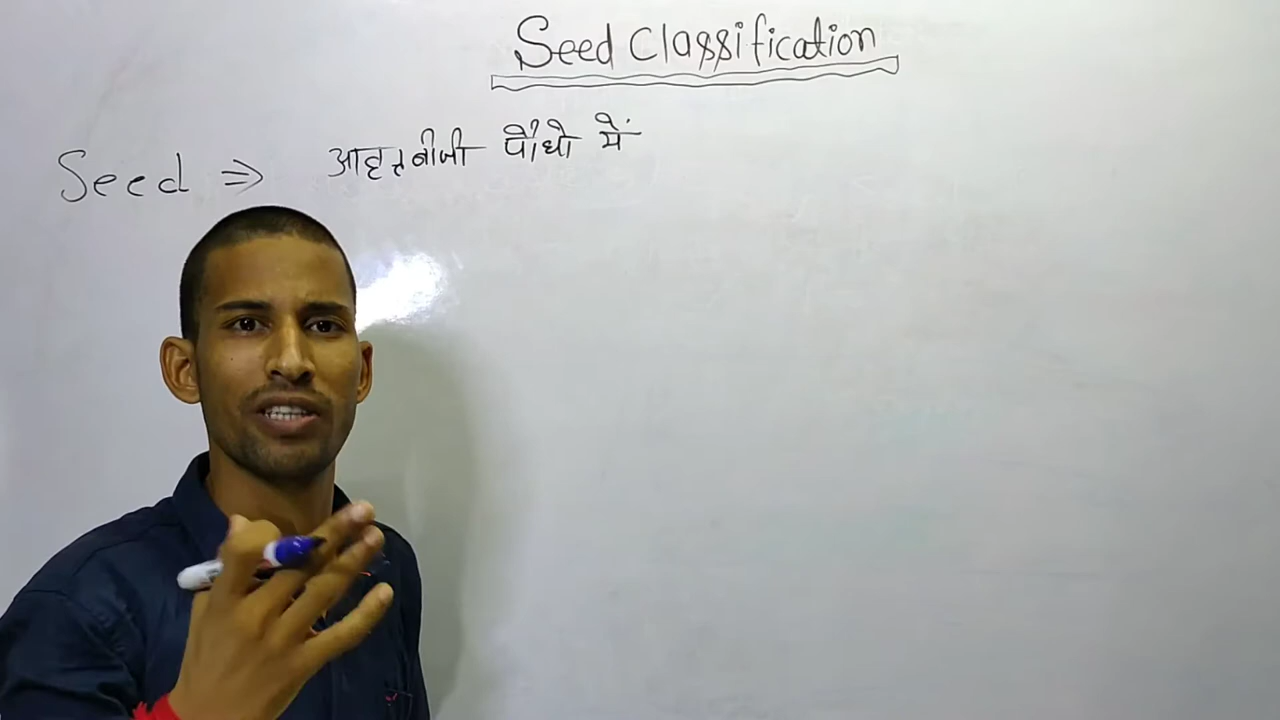 Seed Classification
Seed ⇒ आवृत्तबीजी पौधो में